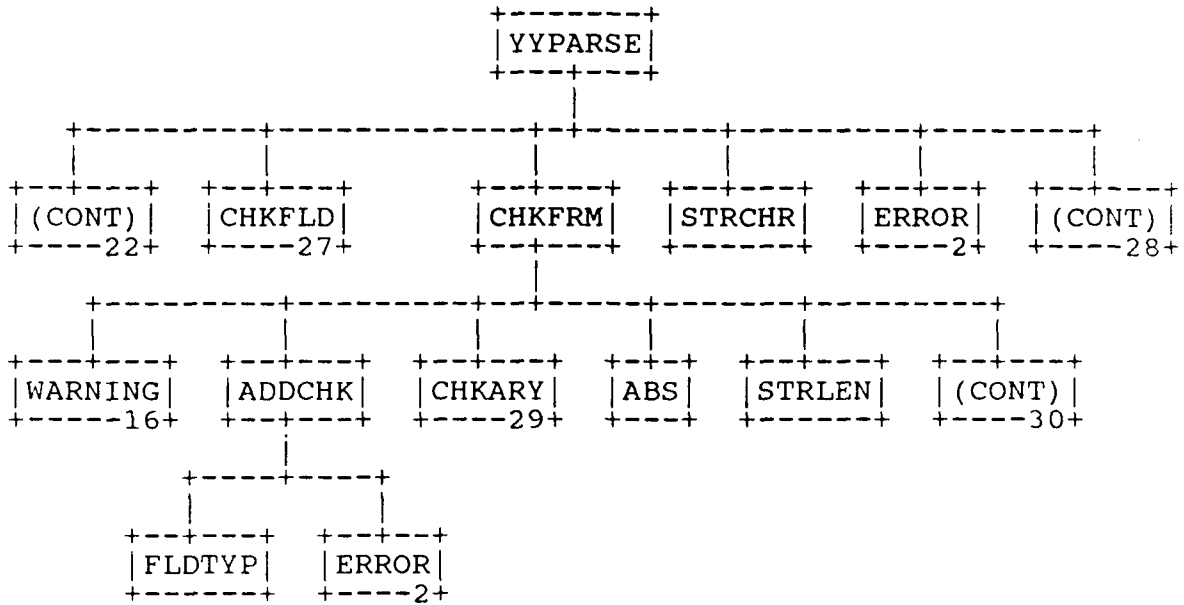 YYPARSE
(CONT) CHKFLD CHKFRM STRCHR ERROR (CONT)
22 27 2 28
WARNING ADDCHK CHKARY ABS STRLEN (CONT)
16 29 30
FLDTYP ERROR
2